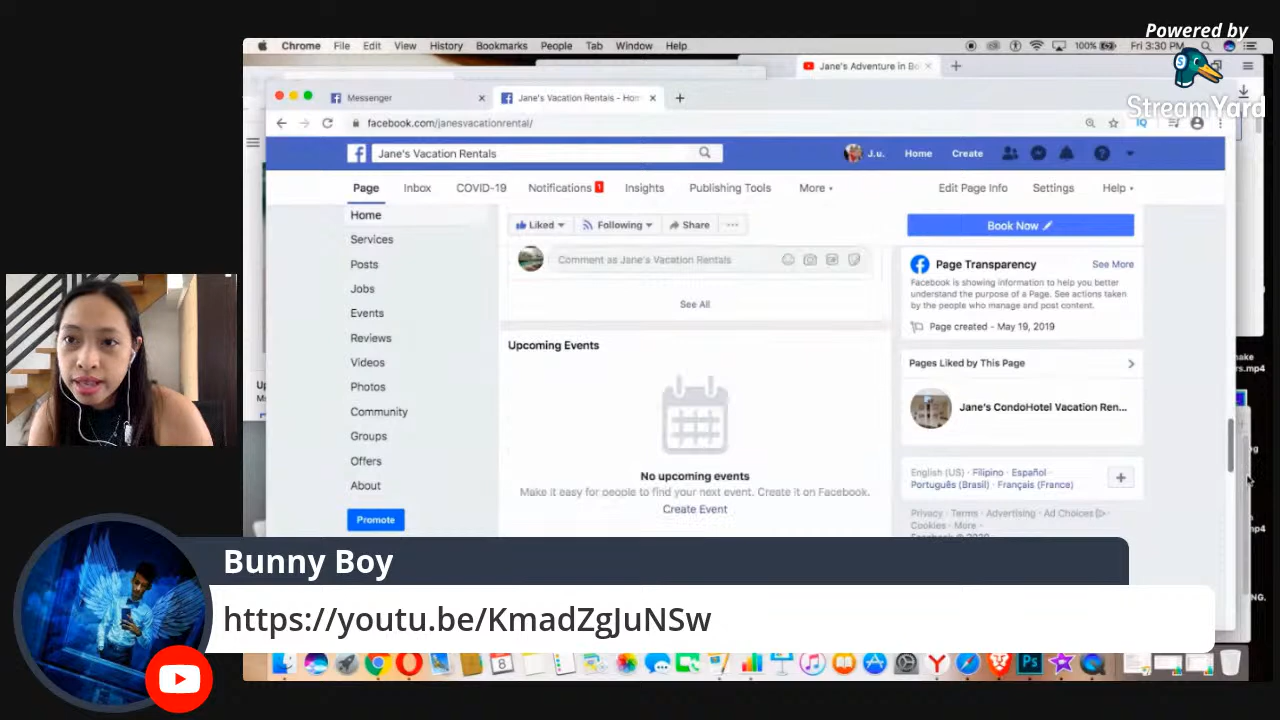 Powered by
StreamYard
Chrome File Edit View History Bookmarks People Tab Window Help
100%
Fri 3:30 PM
Jane's Adventure in Bo
Messenger
Jane's Vacation Rentals - Hom
facebook.com/janesvacationrental/
Jane's Vacation Rentals
J.u. Home Create
Page Inbox COVID-19 Notifications 1 Insights Publishing Tools More
Edit Page Info Settings Help
Home
Services
Posts
Jobs
Events
Reviews
Videos
Photos
Community
Groups
Offers
About
Promote
Liked Following Share
Comment as Jane's Vacation Rentals
See All
Upcoming Events
No upcoming events
Make it easy for people to find your next event. Create it on Facebook.
Create Event
Book Now
Page Transparency See More
Facebook is showing information to help you better
understand the purpose of a Page. See actions taken
by the people who manage and post content.
Page created - May 19, 2019
Pages Liked by This Page
Jane's CondoHotel Vacation Ren...
English (US) · Filipino · Español ·
Português (Brasil) · Français (France)
Privacy · Terms · Advertising · Ad Choices ·
Cookies · More ·
Bunny Boy
https://youtu.be/KmadZgJuNSw